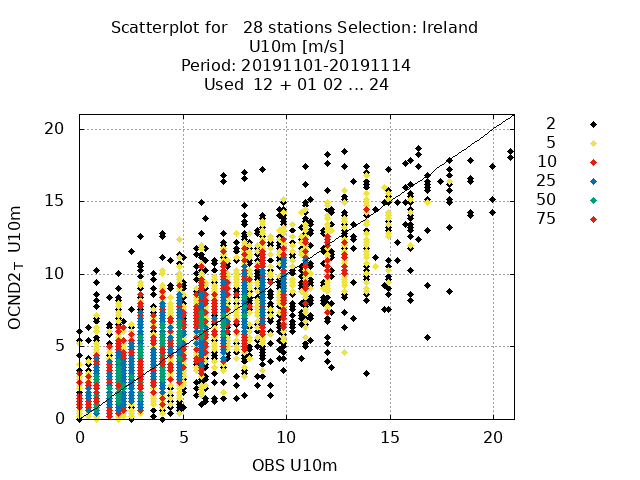 Scatterplot for 28 stations Selection: Ireland
U10m [m/s]
Period: 20191101-20191114
Used 12 + 01 02 ... 24
20
15
10
5
0
OCND2_T U10m
0 5 10 15 20
OBS U10m
2
5
10
25
50
75